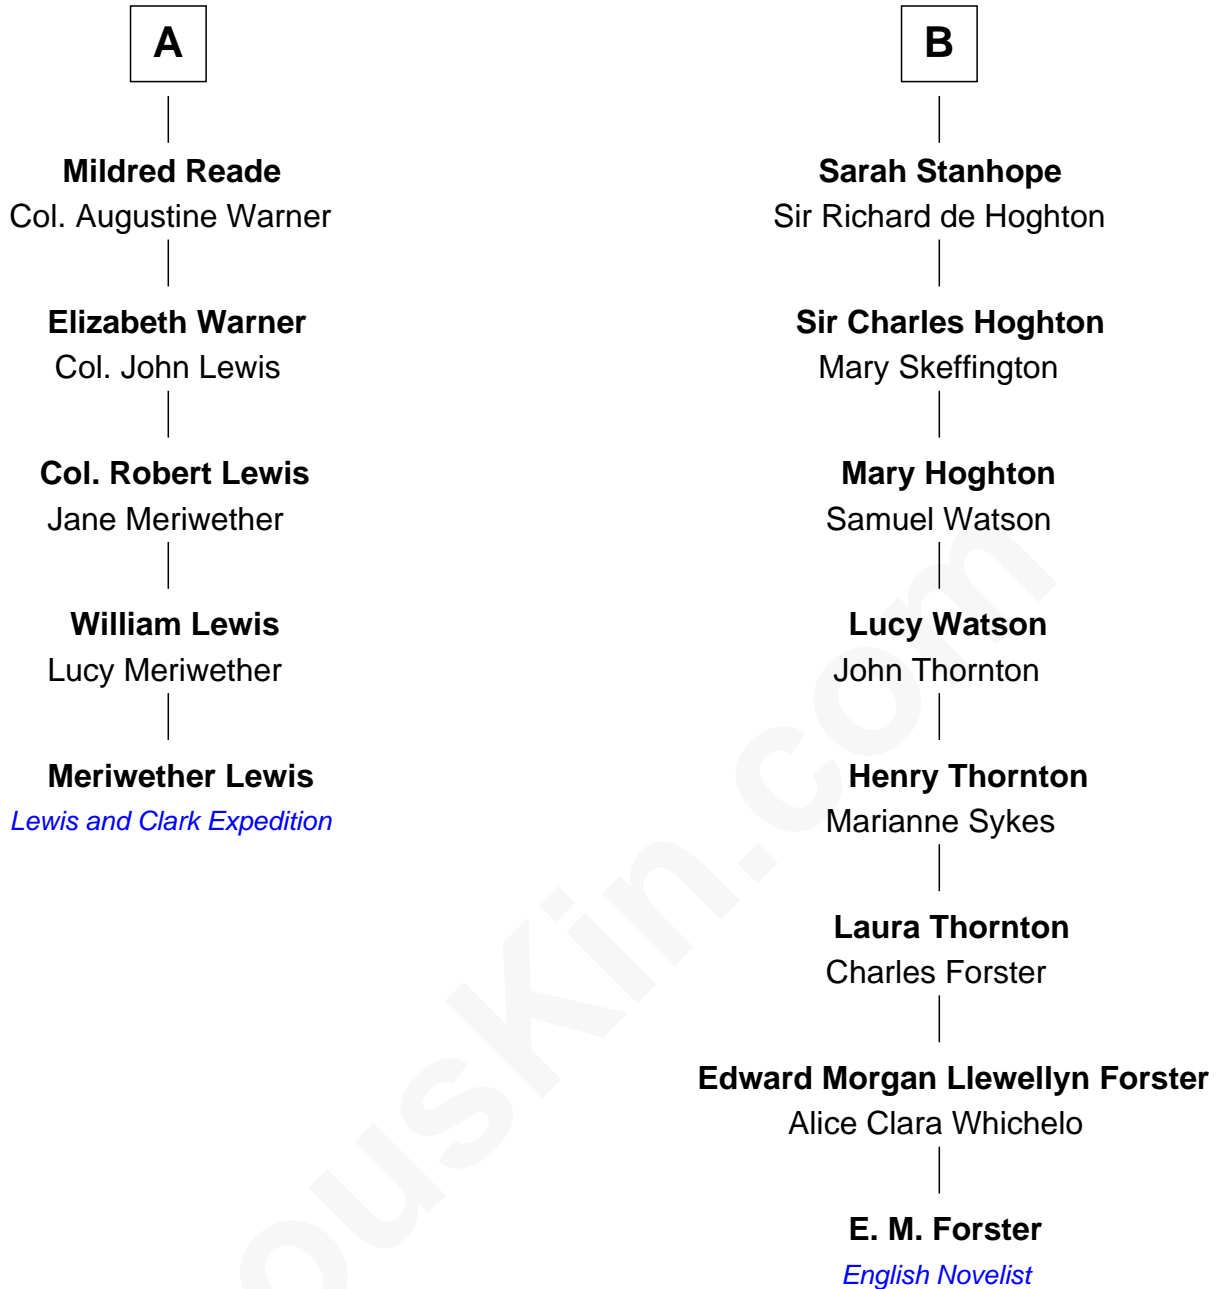 A
Mildred Reade
Col. Augustine Warner
Elizabeth Warner
Col. John Lewis
Col. Robert Lewis
Jane Meriwether
William Lewis
Lucy Meriwether
Meriwether Lewis
Lewis and Clark Expedition
B
Sarah Stanhope
Sir Richard de Hoghton
Sir Charles Hoghton
Mary Skeffington
Mary Hoghton
Samuel Watson
Lucy Watson
John Thornton
Henry Thornton
Marianne Sykes
Laura Thornton
Charles Forster
Edward Morgan Llewellyn Forster
Alice Clara Whichelo
E. M. Forster
English Novelist
ousKin.com